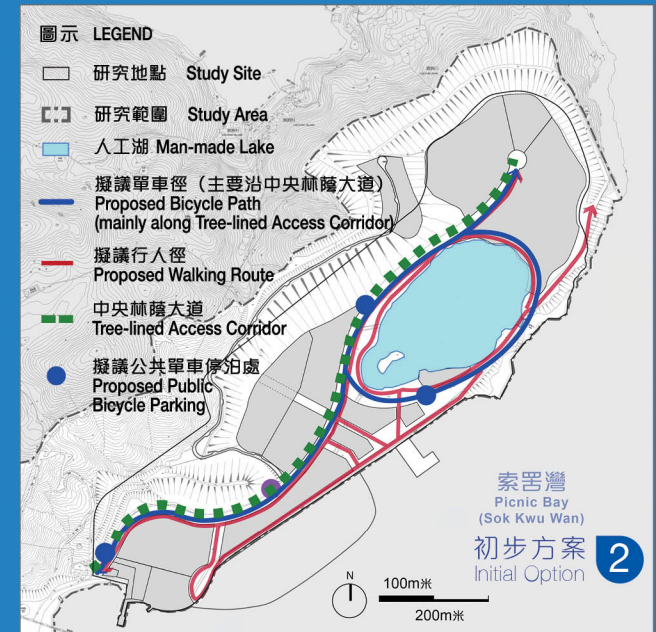 圖示 LEGEND
研究地點 Study Site
研究範圍 Study Area
人工湖 Man-made Lake
擬議單車徑（主要沿中央林蔭大道）
Proposed Bicycle Path
(mainly along Tree-lined Access Corridor)
擬議行人徑
Proposed Walking Route
中央林蔭大道
Tree-lined Access Corridor
擬議公共單車停泊處
Proposed Public
Bicycle Parking
索罟灣
Picnic Bay
(Sok Kwu Wan)
初步方案
Initial Option
2
N
100m米
200m米